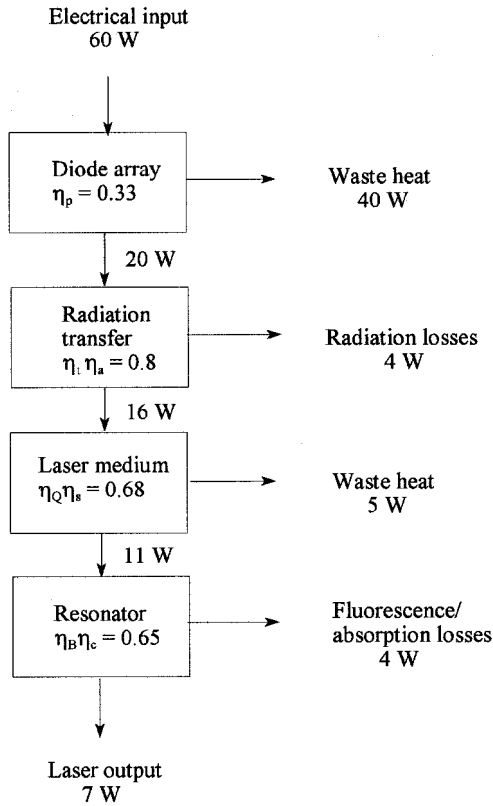 Electrical input
60 W
Diode array
ηp = 0.33
Waste heat
40 W
20 W
Radiation
transfer
ηt ηa = 0.8
Radiation losses
4 W
16 W
Laser medium
ηQηs = 0.68
Waste heat
5 W
11 W
Resonator
ηBηc = 0.65
Fluorescence/
absorption losses
4 W
Laser output
7 W